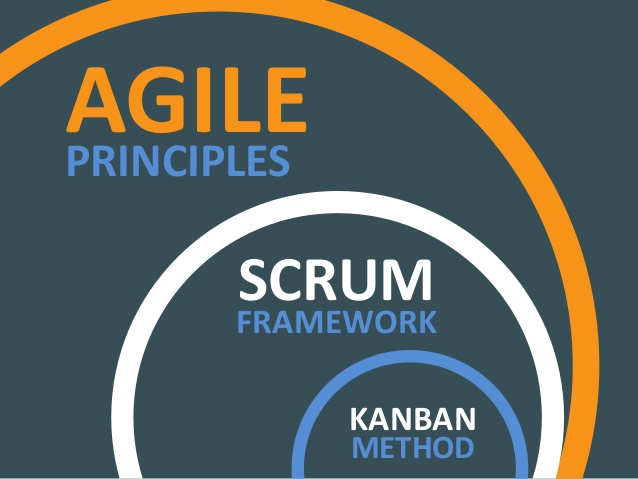 AGILE
PRINCIPLES
SCRUM
FRAMEWORK
KANBAN
METHOD